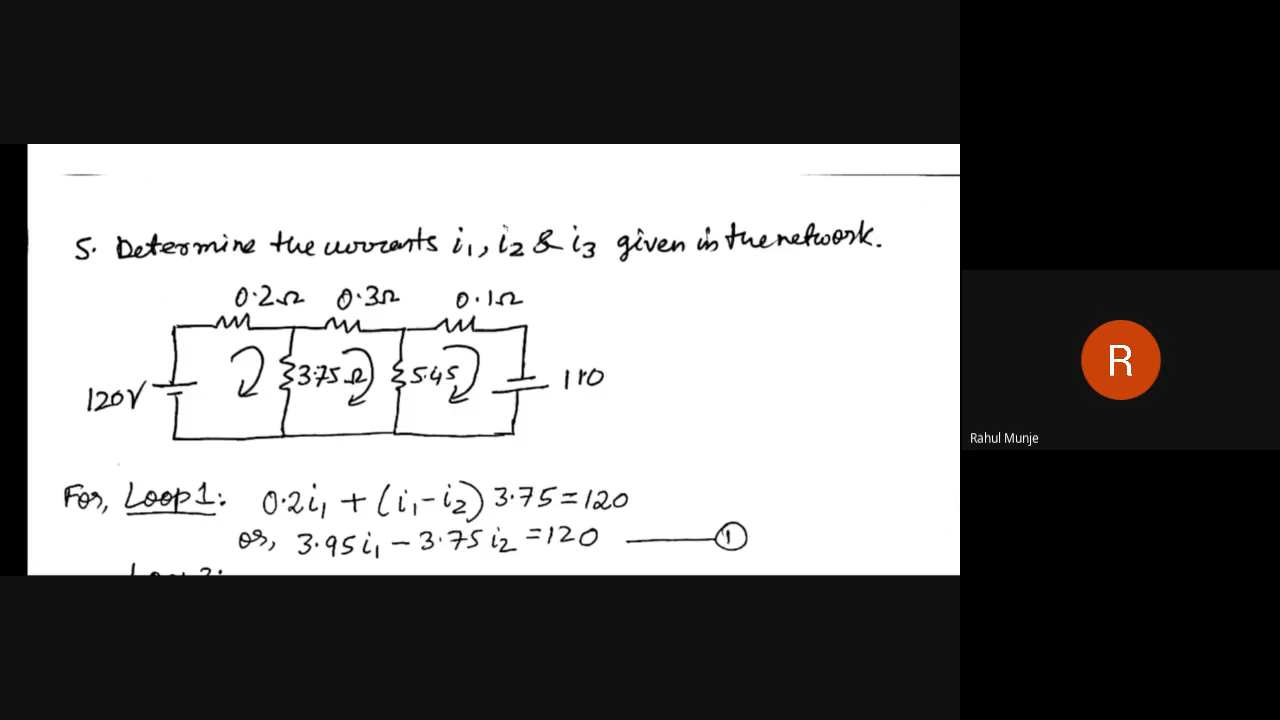 5. Determine the currents i₁, i₂ & i₃ given in the network.
0.2Ω 0.3Ω 0.1Ω
120V 3.75Ω 5.45 110
For, Loop1: 0.2i₁ + (i₁-i₂) 3.75 = 120
or, 3.95i₁ - 3.75i₂ = 120 ——— ①
R
Rahul Munje